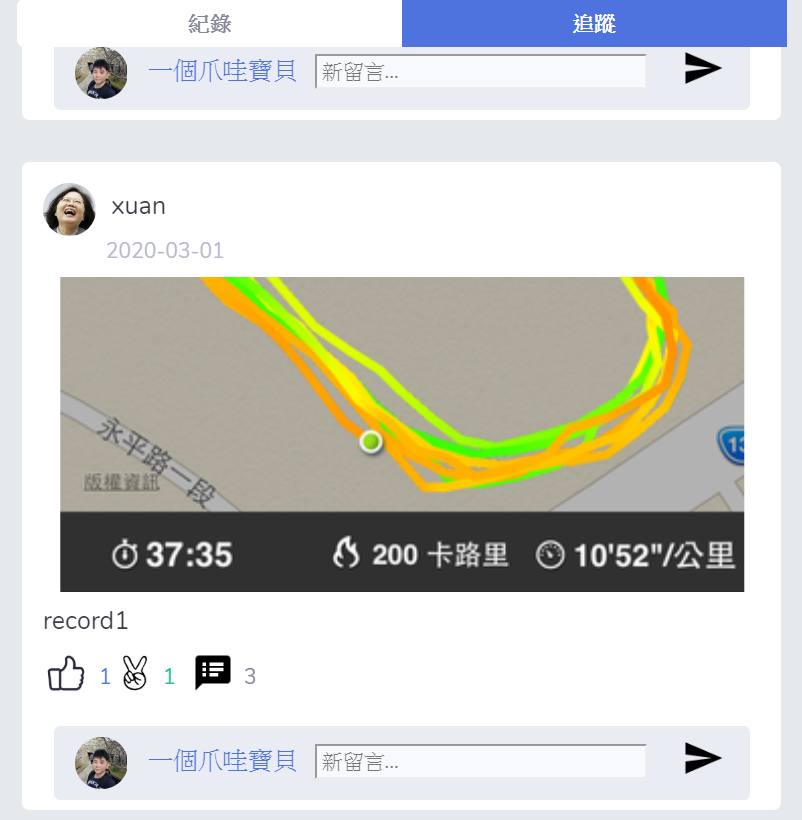 紀錄 追蹤
一個爪哇寶貝 新留言...
xuan
2020-03-01
永平路一段
版權資訊
13
37:35 200 卡路里 10'52"/公里
record1
1 1 3
一個爪哇寶貝 新留言...